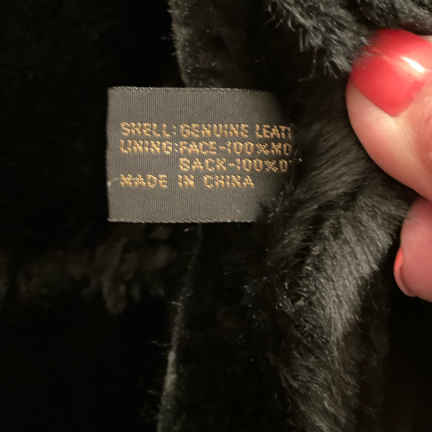 SHELL:GENUINE
LINING:FACE-100%
BACK-100%
MADE IN CHINA